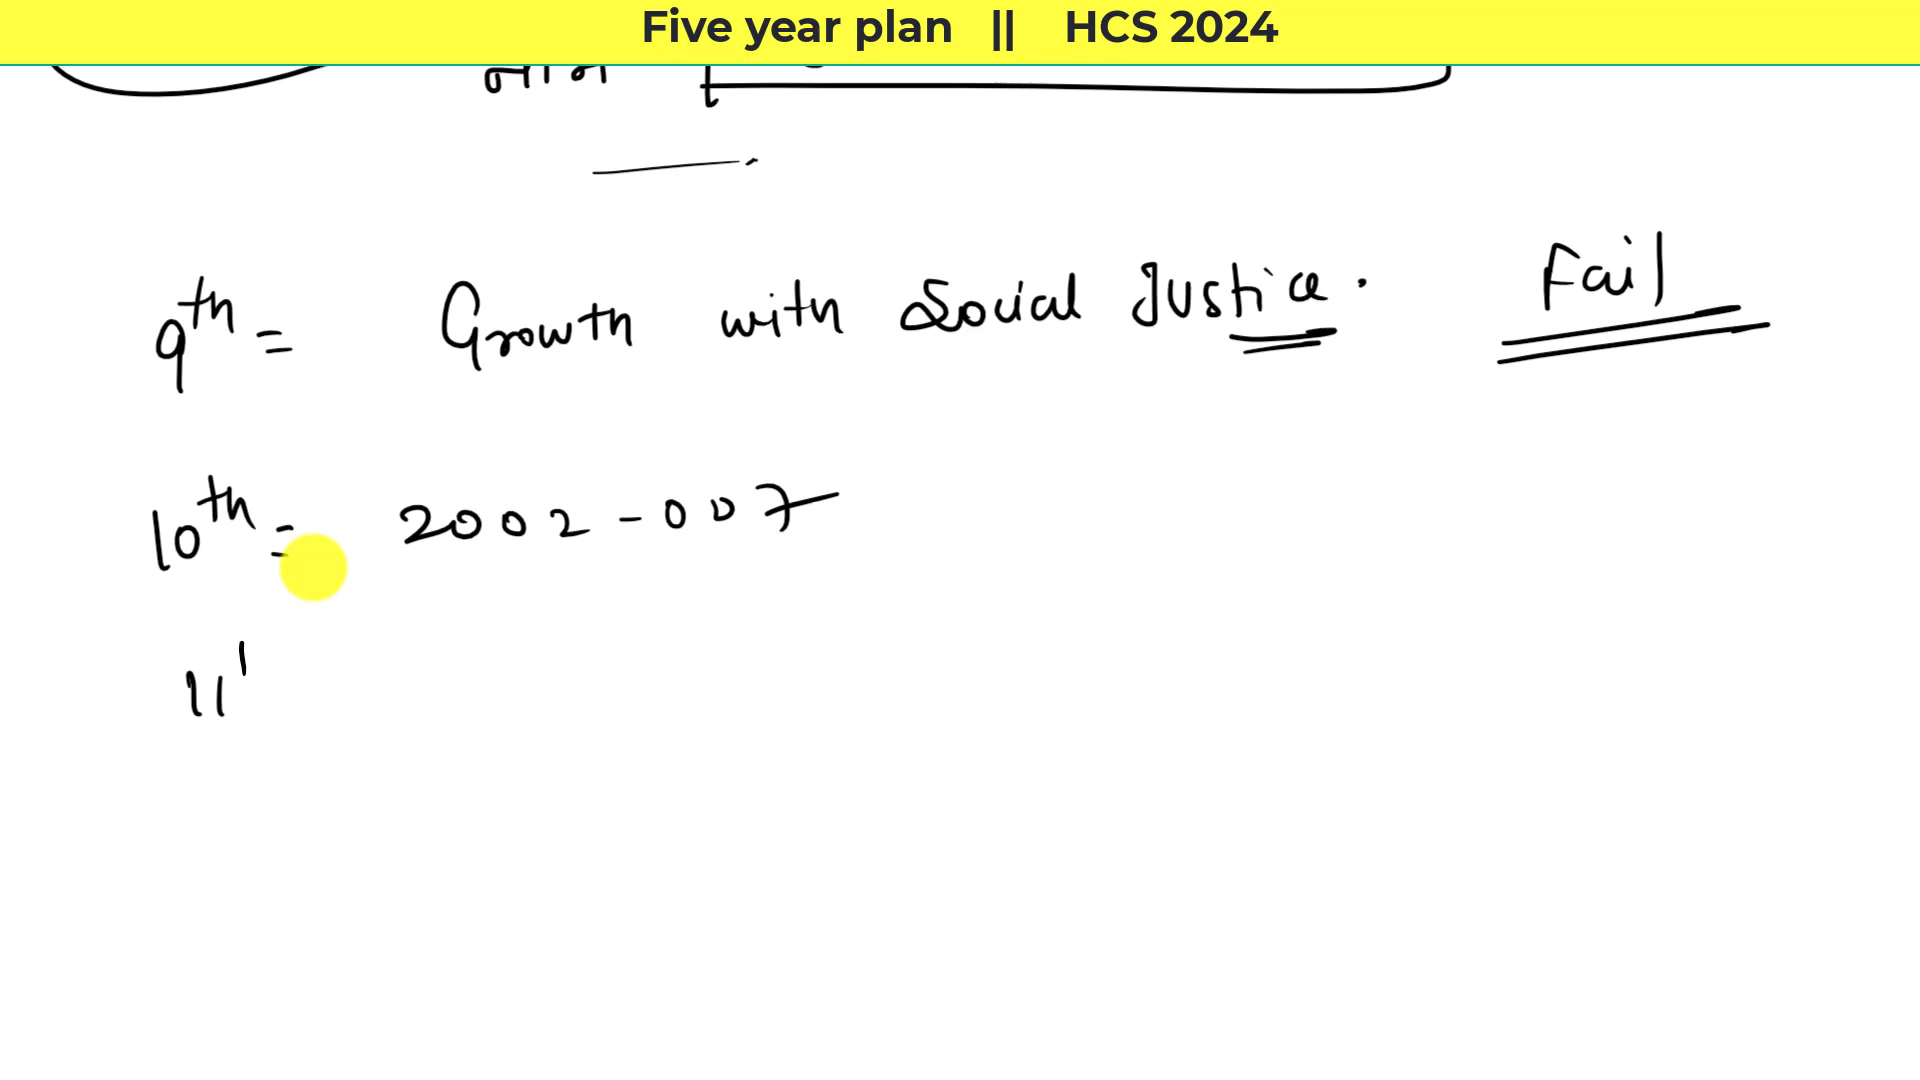 Five year plan || HCS 2024
9th = Growth with Social Justice. Fail
10th = 2002-007
11